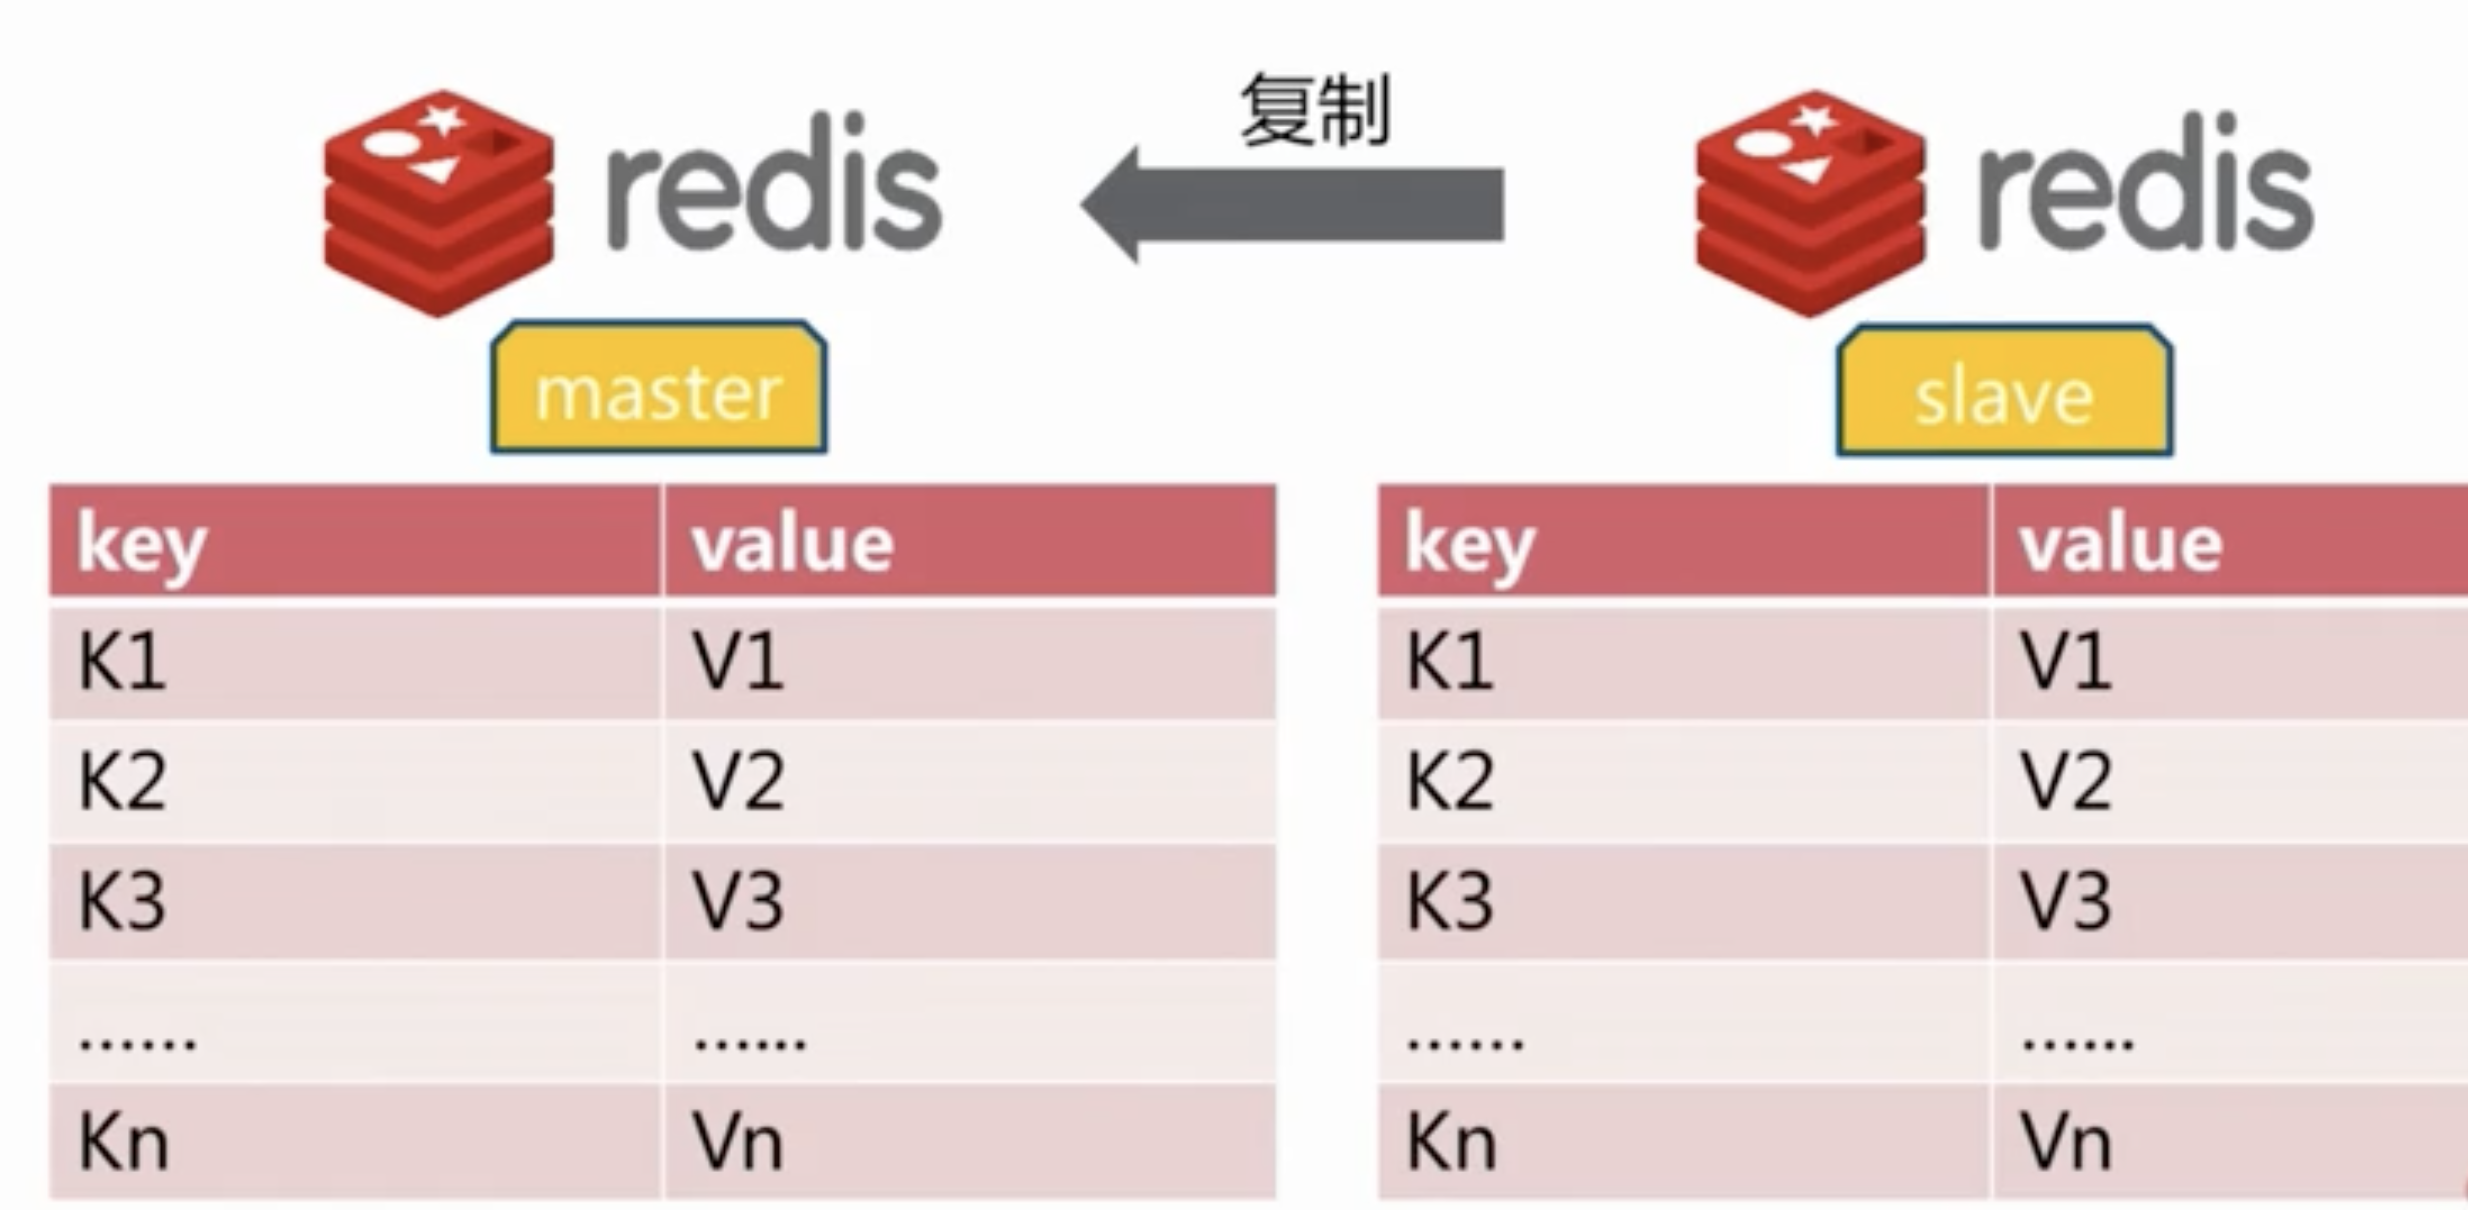 复制
redis
redis
master
slave
key value
K1 V1
K2 V2
K3 V3
...... ......
Kn Vn
key value
K1 V1
K2 V2
K3 V3
...... ......
Kn Vn